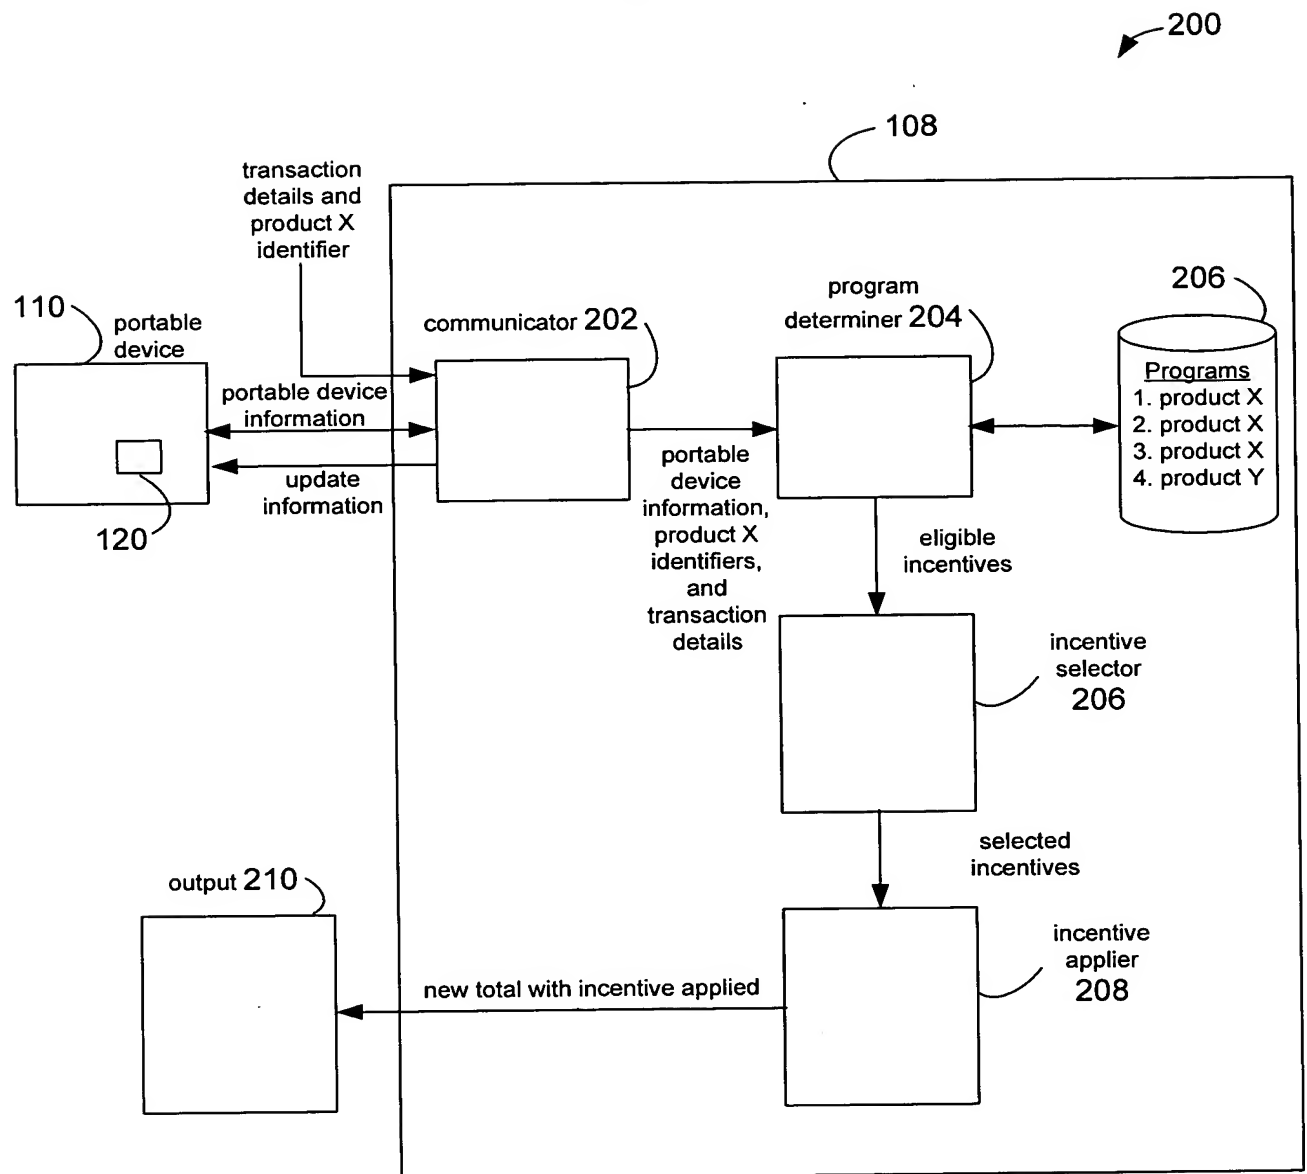 200
108
transaction
details and
product X
identifier
110
portable
device
communicator 202
program
determiner 204
206
Programs
1. product X
2. product X
3. product X
4. product Y
portable device
information
update
information
120
portable
device
information,
product X
identifiers,
and
transaction
details
eligible
incentives
incentive
selector
206
selected
incentives
output 210
incentive
applier
208
new total with incentive applied